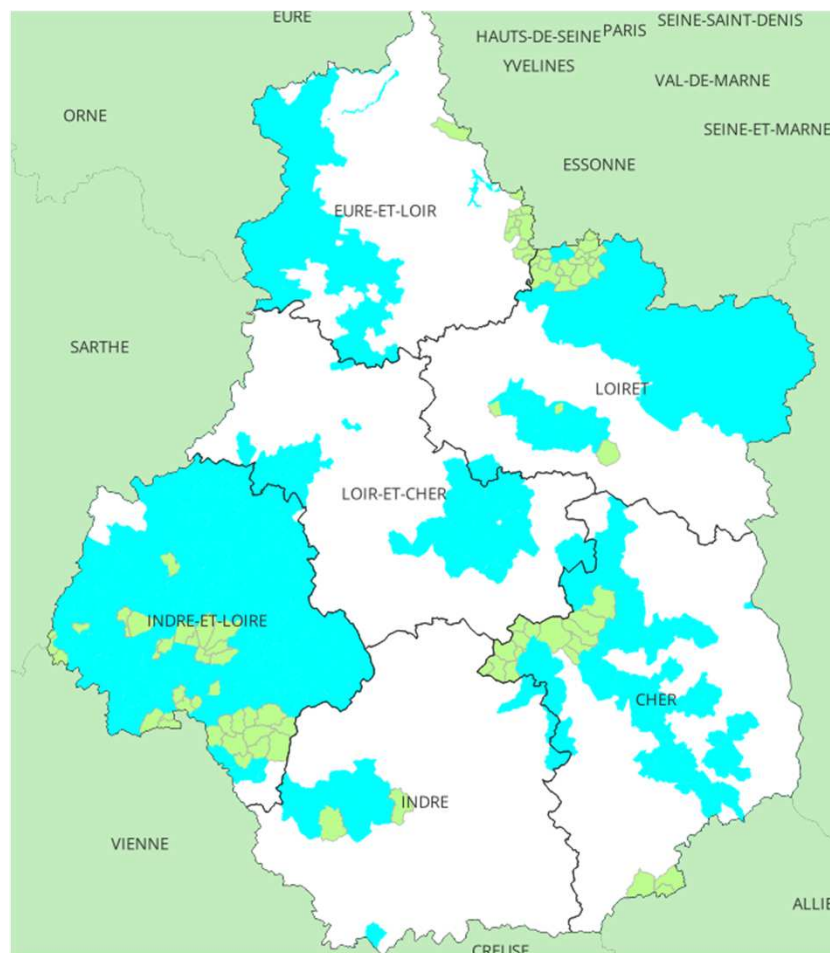 EURE
SEINE-SAINT-DENIS
HAUTS-DE-SEINE
PARIS
YVELINES
VAL-DE-MARNE
ORNE
SEINE-ET-MARNE
ESSONNE
EURE-ET-LOIR
SARTHE
LOIRET
LOIR-ET-CHER
INDRE-ET-LOIRE
CHER
INDRE
VIENNE
ALLIE
CREUSE